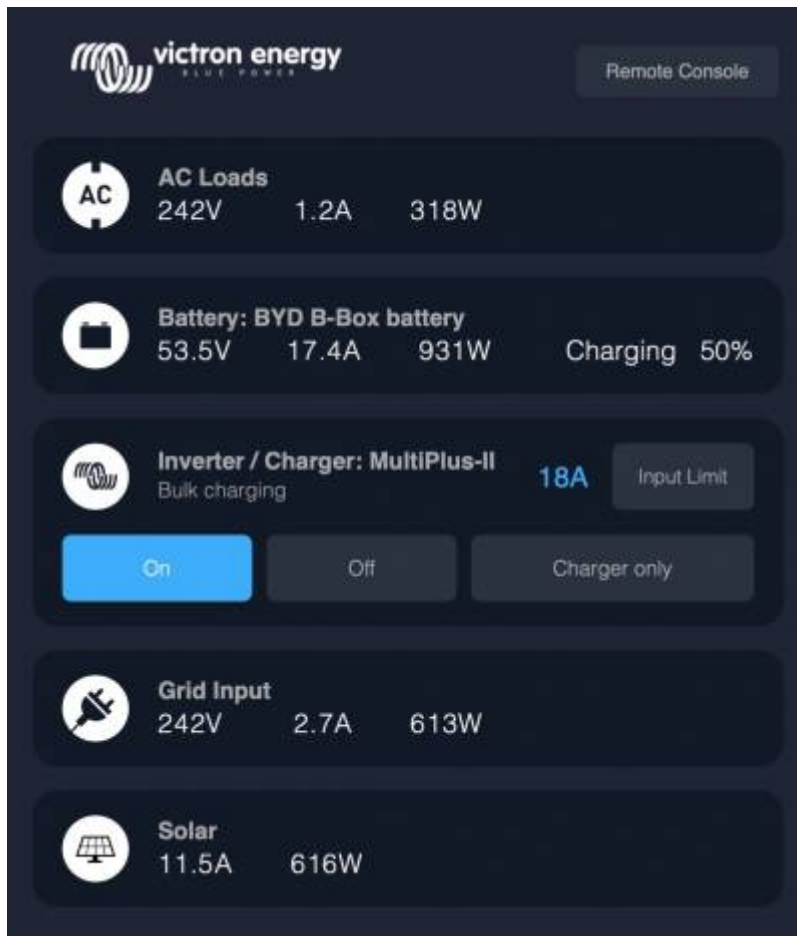 victron energy
BLUE POWER
Remote Console
AC
AC Loads
242V 1.2A 318W
Battery: BYD B-Box battery
53.5V 17.4A 931W Charging 50%
Inverter / Charger: MultiPlus-II
Bulk charging
18A Input Limit
On Off Charger only
Grid Input
242V 2.7A 613W
Solar
11.5A 616W